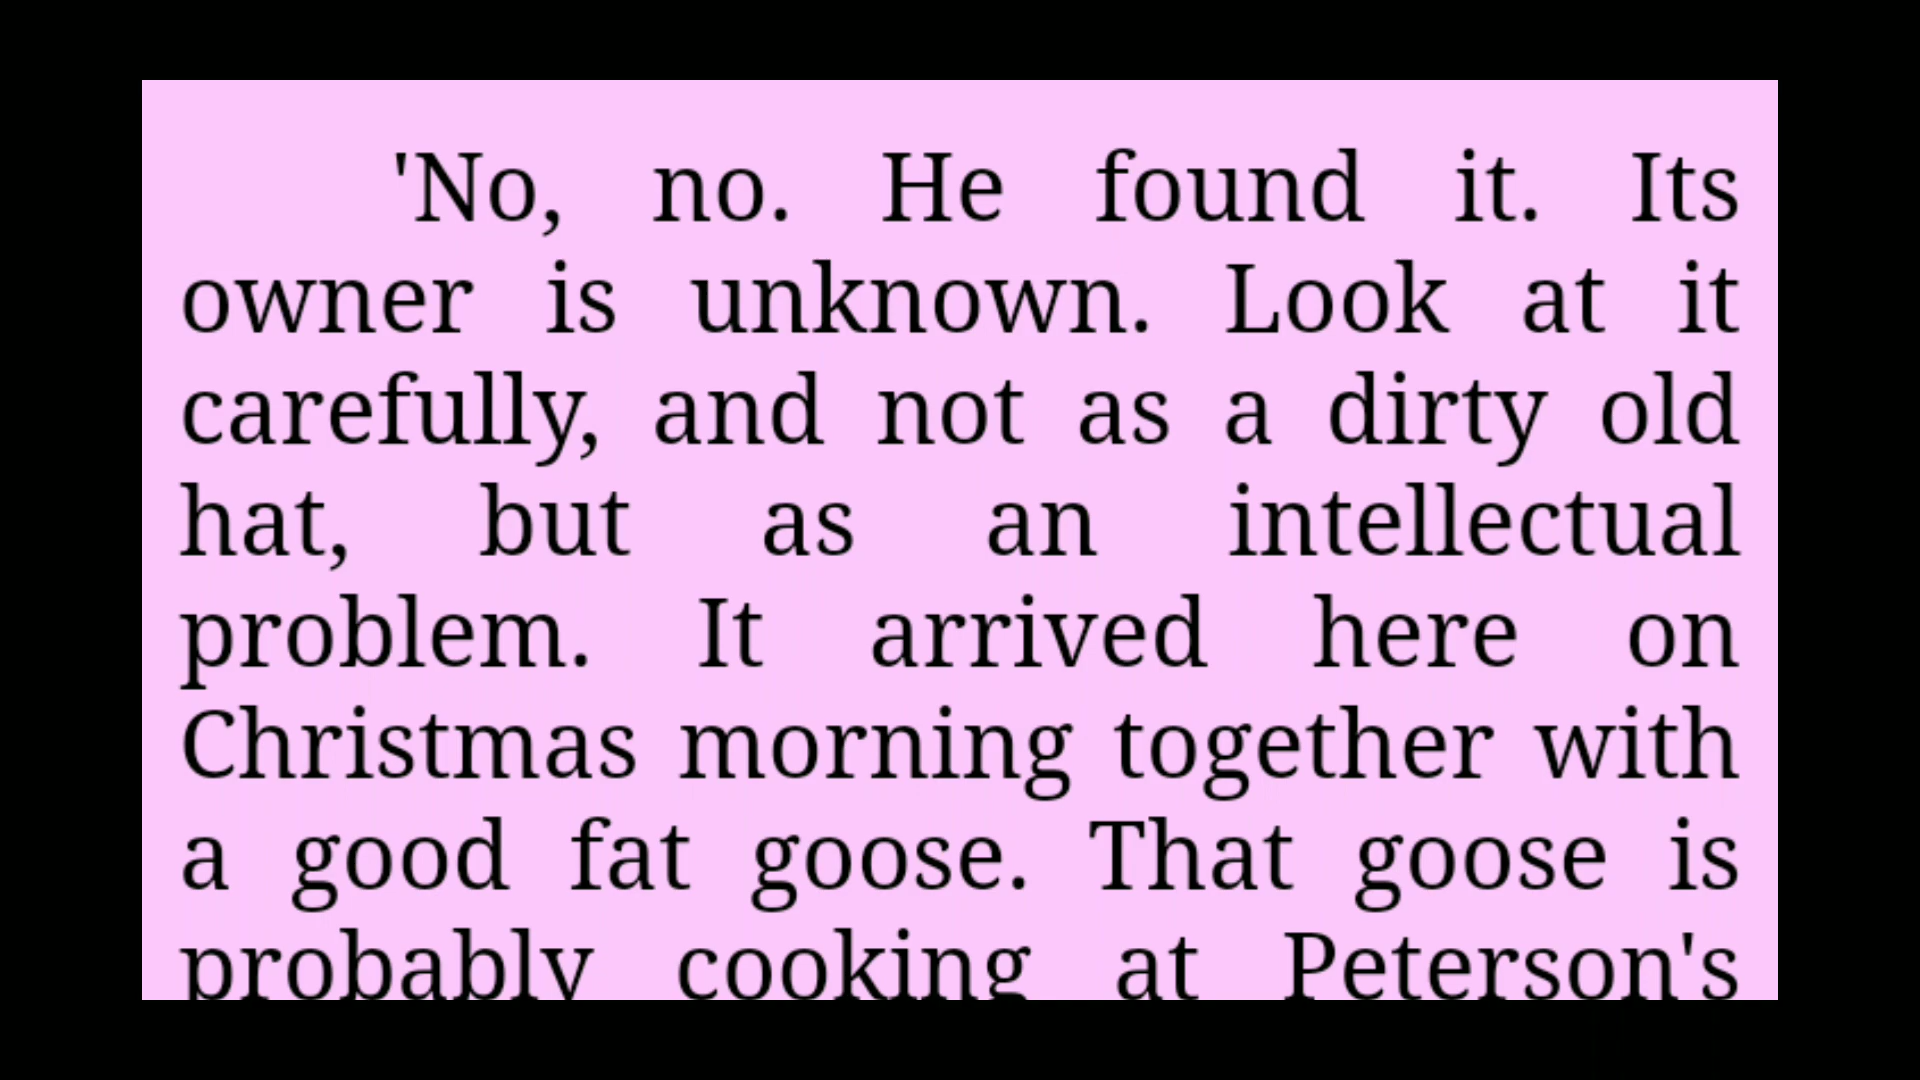 'No, no. He found it. Its
owner is unknown. Look at it
carefully, and not as a dirty old
hat, but as an intellectual
problem. It arrived here on
Christmas morning together with
a good fat goose. That goose is
probably cooking at Peterson's